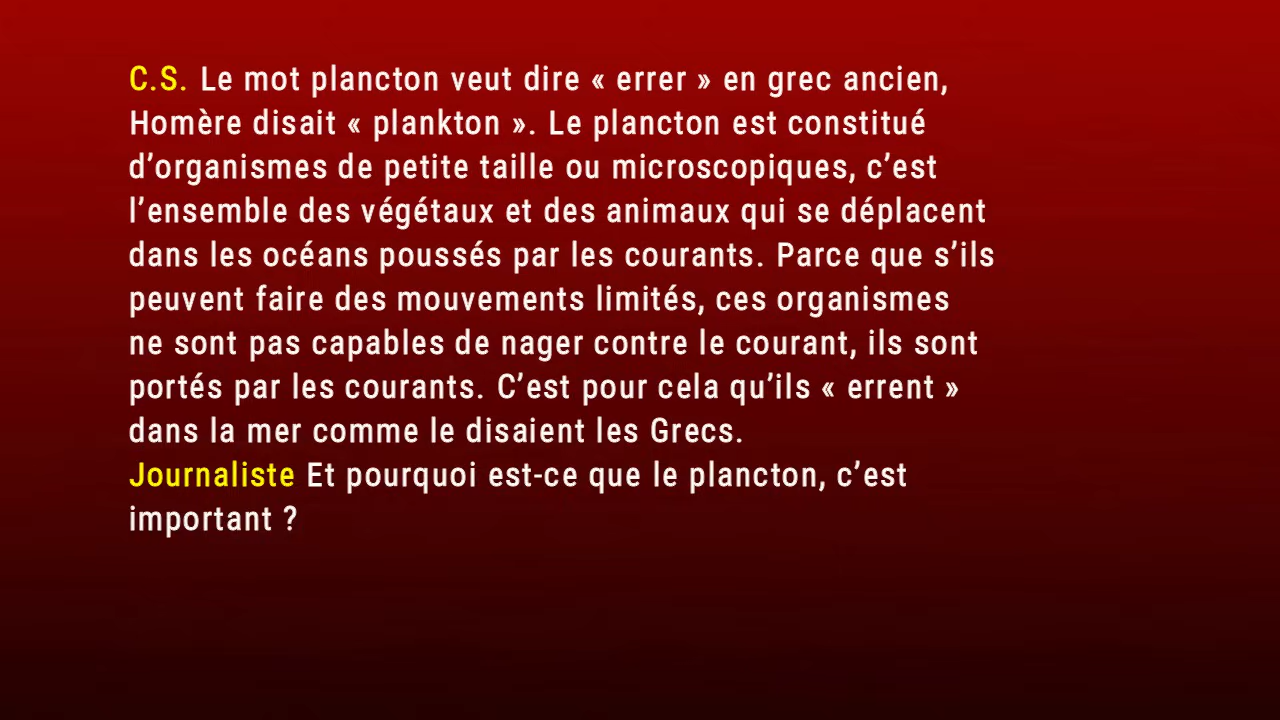 C.S. Le mot plancton veut dire « errer » en grec ancien,
Homère disait « plankton ». Le plancton est constitué
d’organismes de petite taille ou microscopiques, c’est
l’ensemble des végétaux et des animaux qui se déplacent
dans les océans poussés par les courants. Parce que s’ils
peuvent faire des mouvements limités, ces organismes
ne sont pas capables de nager contre le courant, ils sont
portés par les courants. C’est pour cela qu’ils « errent »
dans la mer comme le disaient les Grecs.
Journaliste Et pourquoi est-ce que le plancton, c’est
important ?